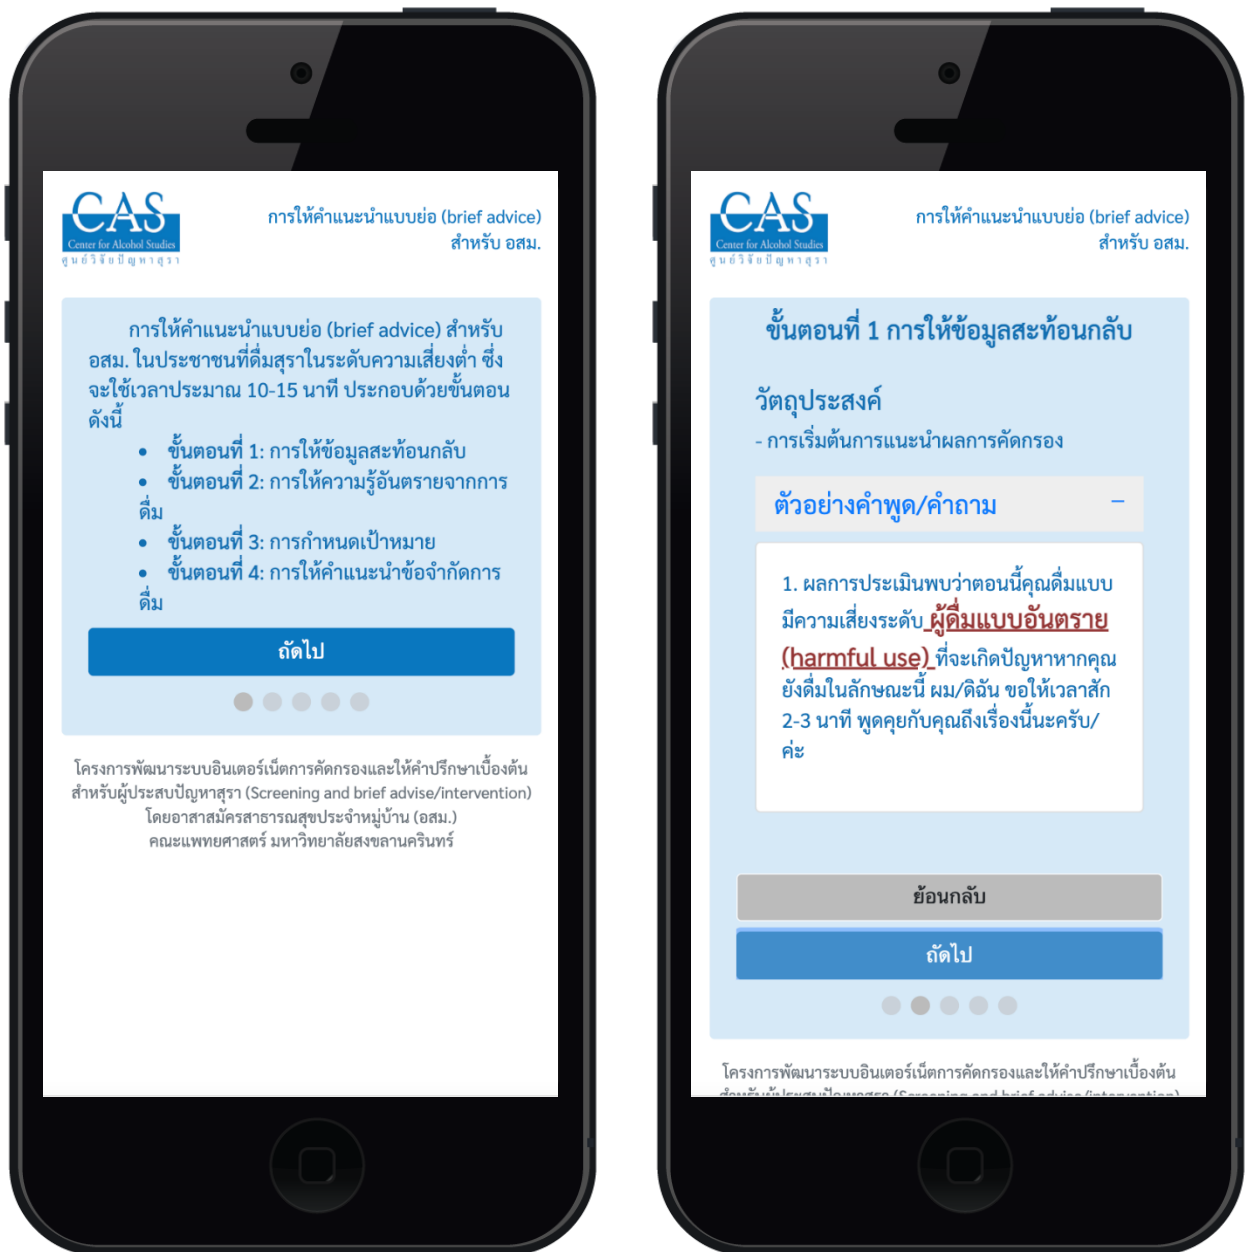 CAS
Center for Alcohol Studies
ศูนย์วิจัยปัญหาสุรา
การให้คำแนะนำแบบย่อ (brief advice)
สำหรับ อสม.
การให้คำแนะนำแบบย่อ (brief advice) สำหรับ
อสม. ในประชาชนที่ดื่มสุราในระดับความเสี่ยงต่ำ ซึ่ง
จะใช้เวลาประมาณ 10-15 นาที ประกอบด้วยขั้นตอน
ดังนี้
• ขั้นตอนที่ 1: การให้ข้อมูลสะท้อนกลับ
• ขั้นตอนที่ 2: การให้ความรู้อันตรายจากการ
ดื่ม
• ขั้นตอนที่ 3: การกำหนดเป้าหมาย
• ขั้นตอนที่ 4: การให้คำแนะนำข้อจำกัดการ
ดื่ม
ถัดไป
โครงการพัฒนาระบบอินเตอร์เน็ตการคัดกรองและให้คำปรึกษาเบื้องต้น
สำหรับผู้ประสบปัญหาสุรา (Screening and brief advise/intervention)
โดยอาสาสมัครสาธารณสุขประจำหมู่บ้าน (อสม.)
คณะแพทยศาสตร์ มหาวิทยาลัยสงขลานครินทร์
CAS
Center for Alcohol Studies
ศูนย์วิจัยปัญหาสุรา
การให้คำแนะนำแบบย่อ (brief advice)
สำหรับ อสม.
ขั้นตอนที่ 1 การให้ข้อมูลสะท้อนกลับ
วัตถุประสงค์
- การเริ่มต้นการแนะนำผลการคัดกรอง
ตัวอย่างคำพูด/คำถาม −
1. ผลการประเมินพบว่าตอนนี้คุณดื่มแบบ
มีความเสี่ยงระดับ ผู้ดื่มแบบอันตราย
(harmful use) ที่จะเกิดปัญหาหากคุณ
ยังดื่มในลักษณะนี้ ผม/ดิฉัน ขอให้เวลาสัก
2-3 นาที พูดคุยกับคุณถึงเรื่องนี้นะครับ/
ค่ะ
ย้อนกลับ
ถัดไป
โครงการพัฒนาระบบอินเตอร์เน็ตการคัดกรองและให้คำปรึกษาเบื้องต้น
สำหรับผู้ประสบปัญหาสุรา (Screening and brief advise/intervention)